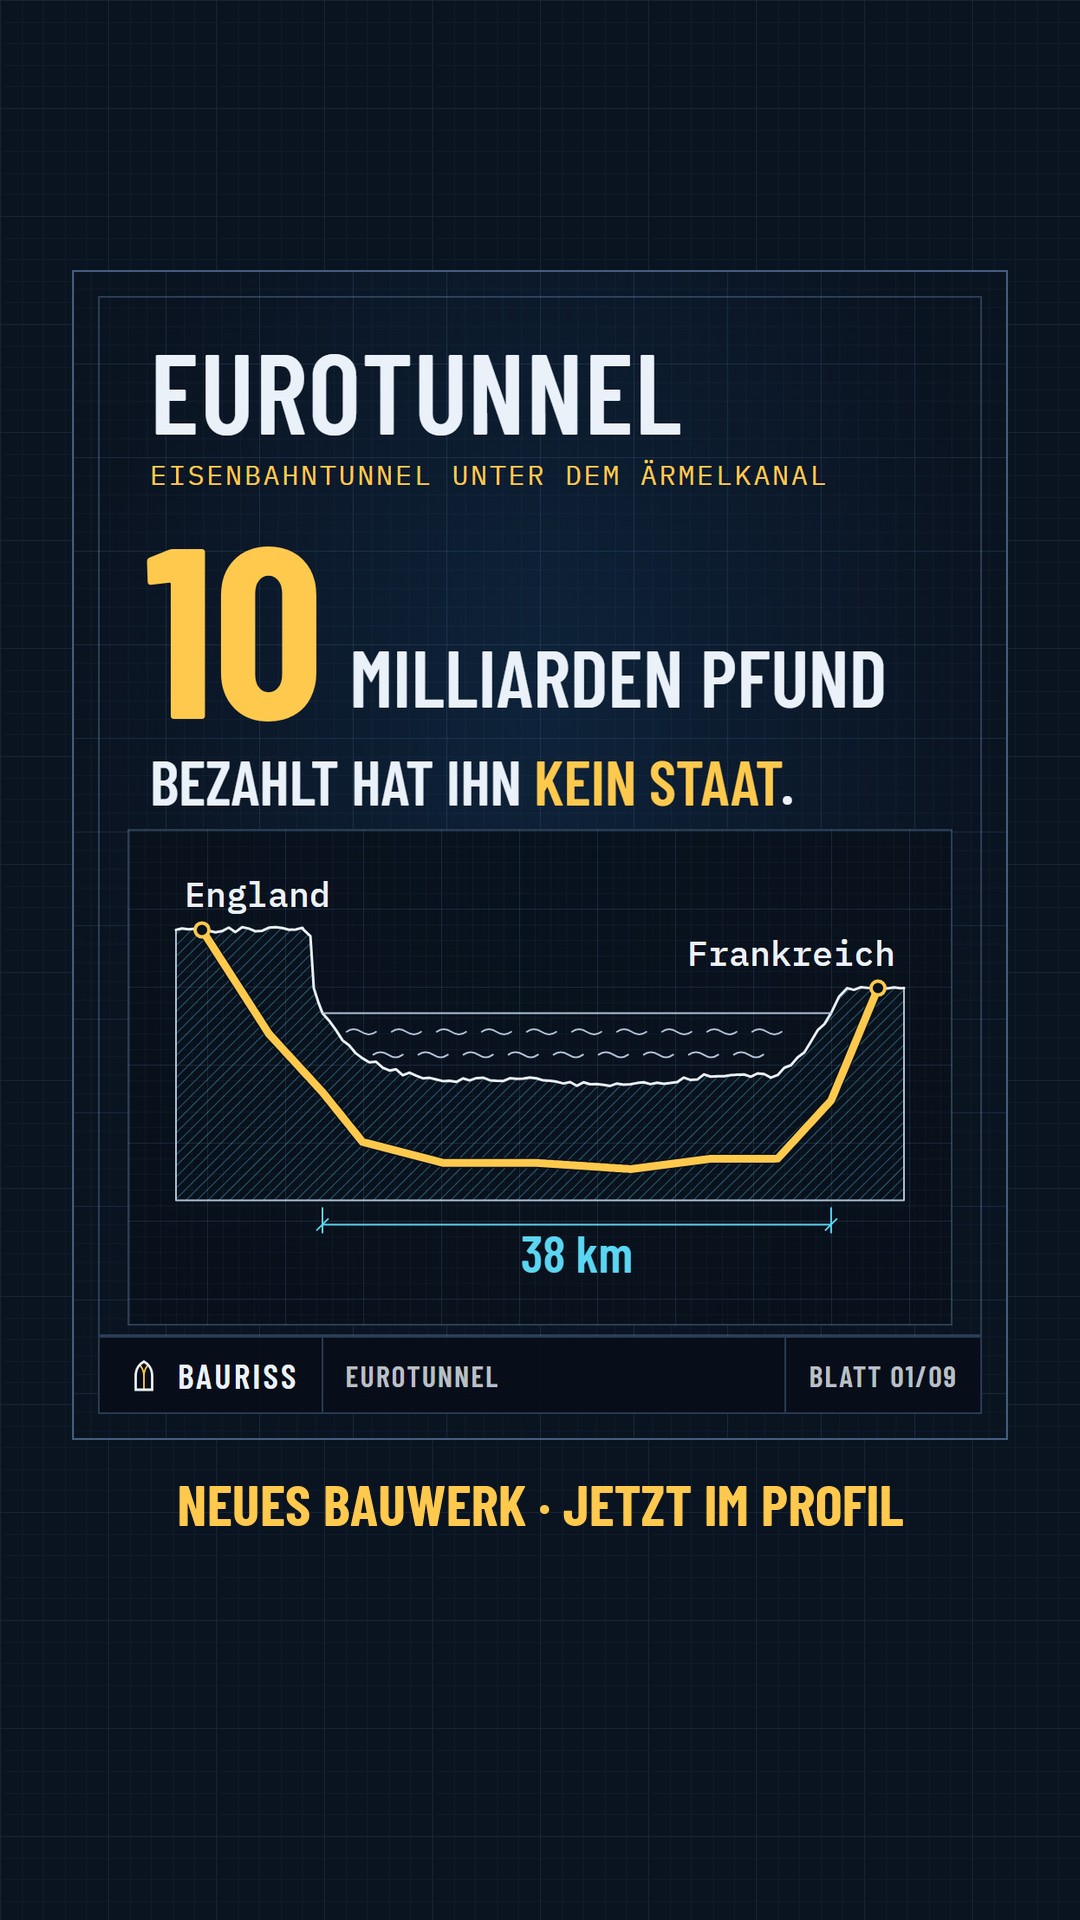 EUROTUNNEL
EISENBAHNTUNNEL UNTER DEM ÄRMELKANAL
10 MILLIARDEN PFUND
BEZAHLT HAT IHN KEIN STAAT.
England
Frankreich
38 km
BAURISS
EUROTUNNEL
BLATT 01/09
NEUES BAUWERK · JETZT IM PROFIL